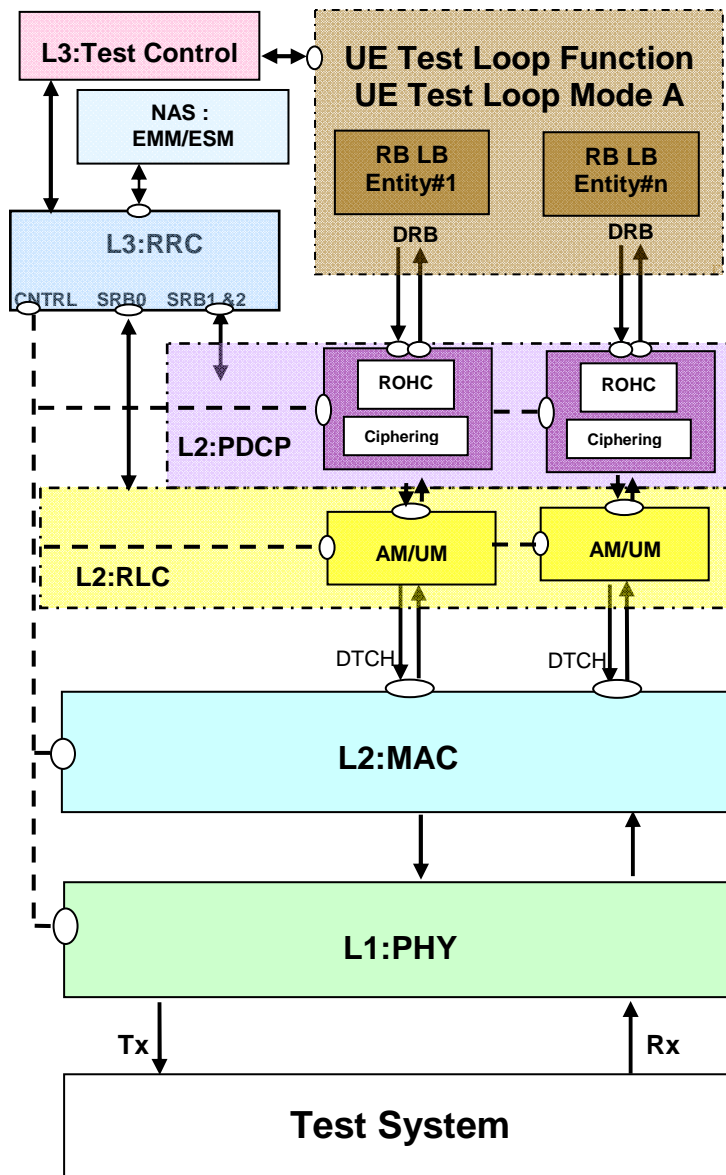 L3:Test Control
UE Test Loop Function
UE Test Loop Mode A
NAS :
EMM/ESM
RB LB
Entity#1
RB LB
Entity#n
DRB
DRB
L3:RRC
CNTRL SRB0 SRB1 &2
ROHC
Ciphering
ROHC
Ciphering
L2:PDCP
AM/UM
AM/UM
L2:RLC
DTCH
DTCH
L2:MAC
L1:PHY
Tx
Rx
Test System